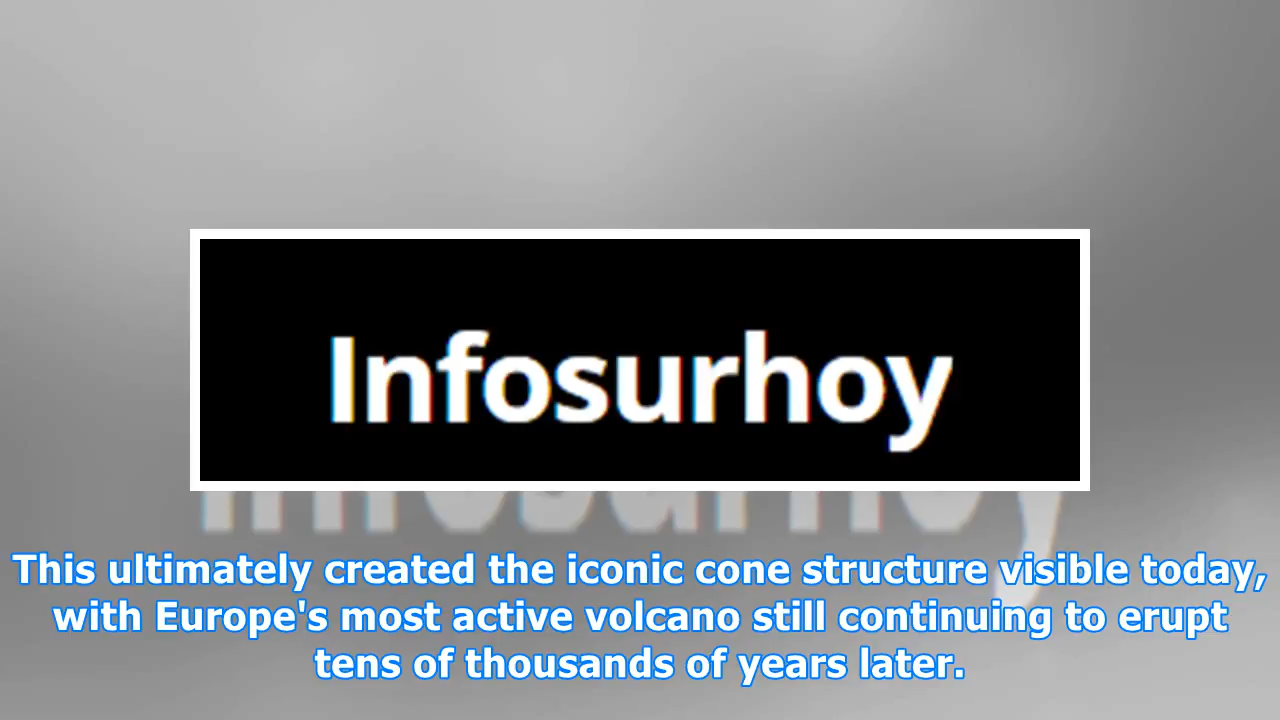 Infosurhoy
Infosurhoy
This ultimately created the iconic cone structure visible today,
with Europe's most active volcano still continuing to erupt
tens of thousands of years later.